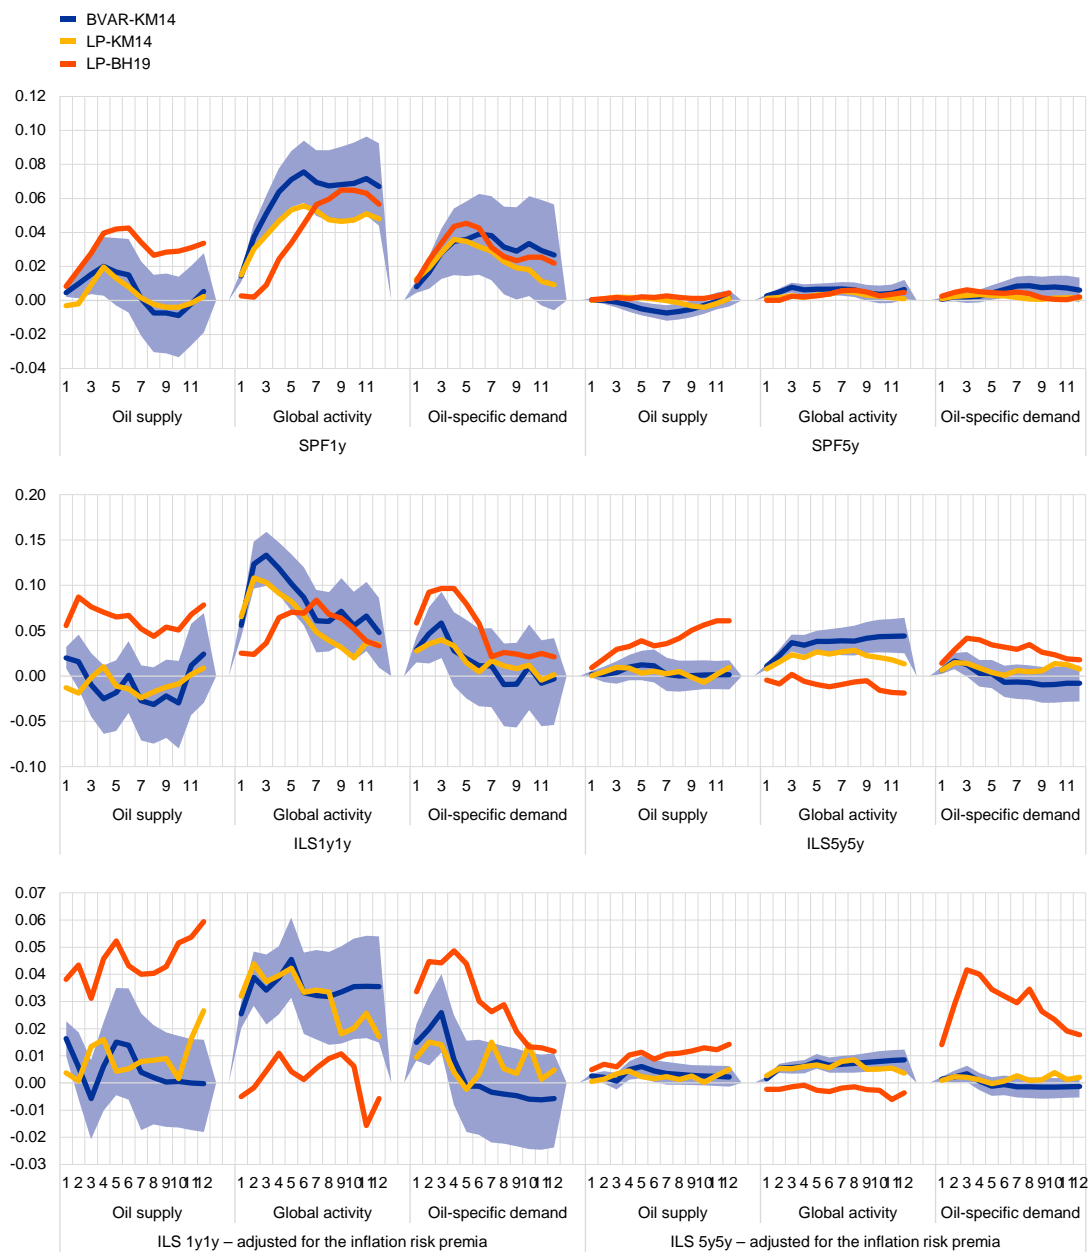 BVAR-KM14
LP-KM14
LP-BH19
0.12
0.10
0.08
0.06
0.04
0.02
0.00
-0.02
-0.04
1 3 5 7 9 11 1 3 5 7 9 11 1 3 5 7 9 11 1 3 5 7 9 11 1 3 5 7 9 11 1 3 5 7 9 11
Oil supply Global activity Oil-specific demand Oil supply Global activity Oil-specific demand
SPF1y SPF5y
0.20
0.15
0.10
0.05
0.00
-0.05
-0.10
1 3 5 7 9 11 1 3 5 7 9 11 1 3 5 7 9 11 1 3 5 7 9 11 1 3 5 7 9 11 1 3 5 7 9 11
Oil supply Global activity Oil-specific demand Oil supply Global activity Oil-specific demand
ILS1y1y ILS5y5y
0.07
0.06
0.05
0.04
0.03
0.02
0.01
0.00
-0.01
-0.02
-0.03
1 2 3 4 5 6 7 8 9 10 11 12 1 2 3 4 5 6 7 8 9 10 11 12 1 2 3 4 5 6 7 8 9 10 11 12 1 2 3 4 5 6 7 8 9 10 11 12 1 2 3 4 5 6 7 8 9 10 11 12 1 2 3 4 5 6 7 8 9 10 11 12
Oil supply Global activity Oil-specific demand Oil supply Global activity Oil-specific demand
ILS 1y1y – adjusted for the inflation risk premia ILS 5y5y – adjusted for the inflation risk premia